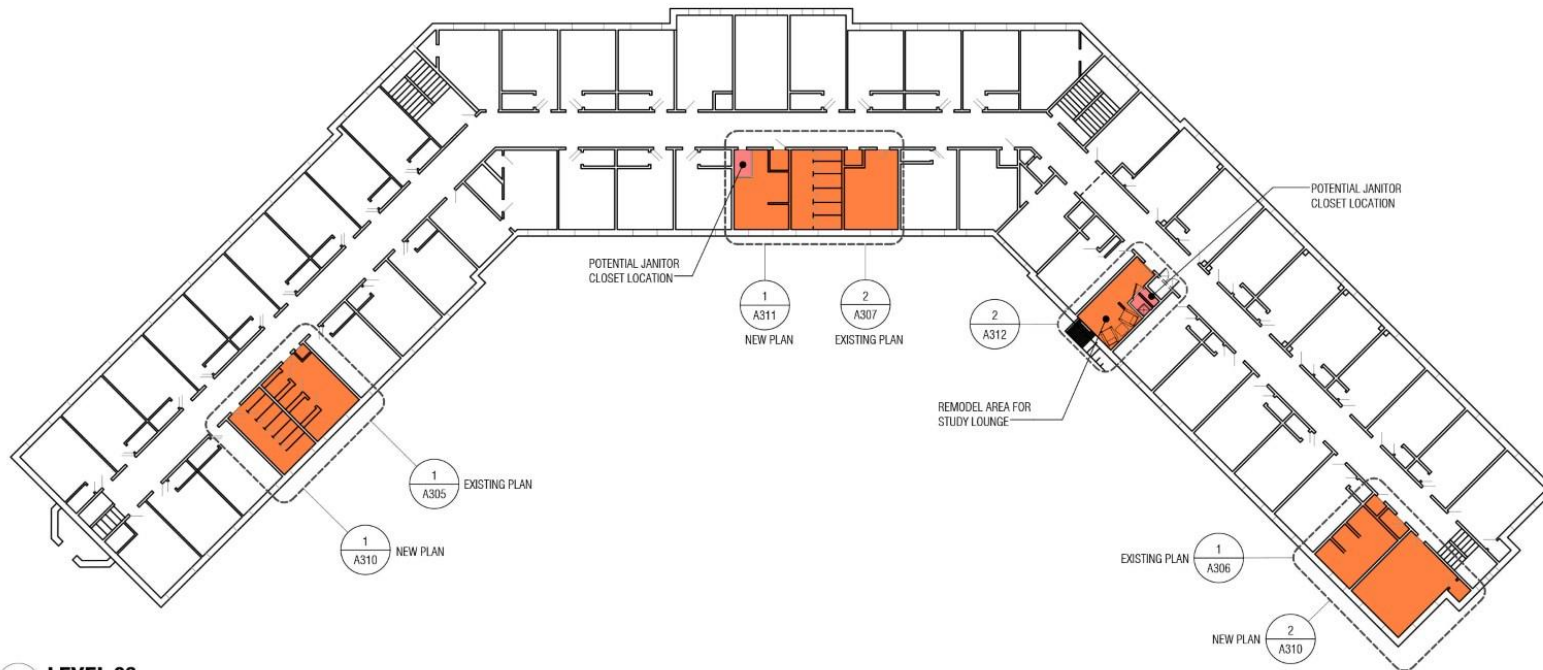 POTENTIAL JANITOR
CLOSET LOCATION
POTENTIAL JANITOR
CLOSET LOCATION
1
A311
NEW PLAN
2
A307
EXISTING PLAN
2
A312
REMODEL AREA FOR
STUDY LOUNGE
1
A305
EXISTING PLAN
1
A310
NEW PLAN
EXISTING PLAN
1
A306
NEW PLAN
2
A310
LEVEL